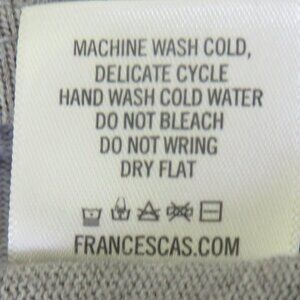 MACHINE WASH COLD,
DELICATE CYCLE
HAND WASH COLD WATER
DO NOT BLEACH
DO NOT WRING
DRY FLAT
FRANCESCAS.COM